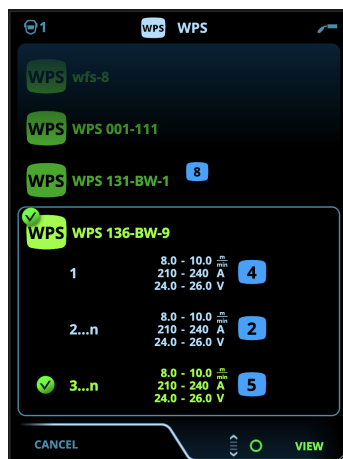 1 WPS WPS
WPS wfs-8
WPS WPS 001-111
WPS WPS 131-BW-1 8
WPS WPS 136-BW-9
8.0 - 10.0 m/min
1 210 - 240 A 4
24.0 - 26.0 V
8.0 - 10.0 m/min
2...n 210 - 240 A 2
24.0 - 26.0 V
8.0 - 10.0 m/min
3...n 210 - 240 A 5
24.0 - 26.0 V
CANCEL VIEW